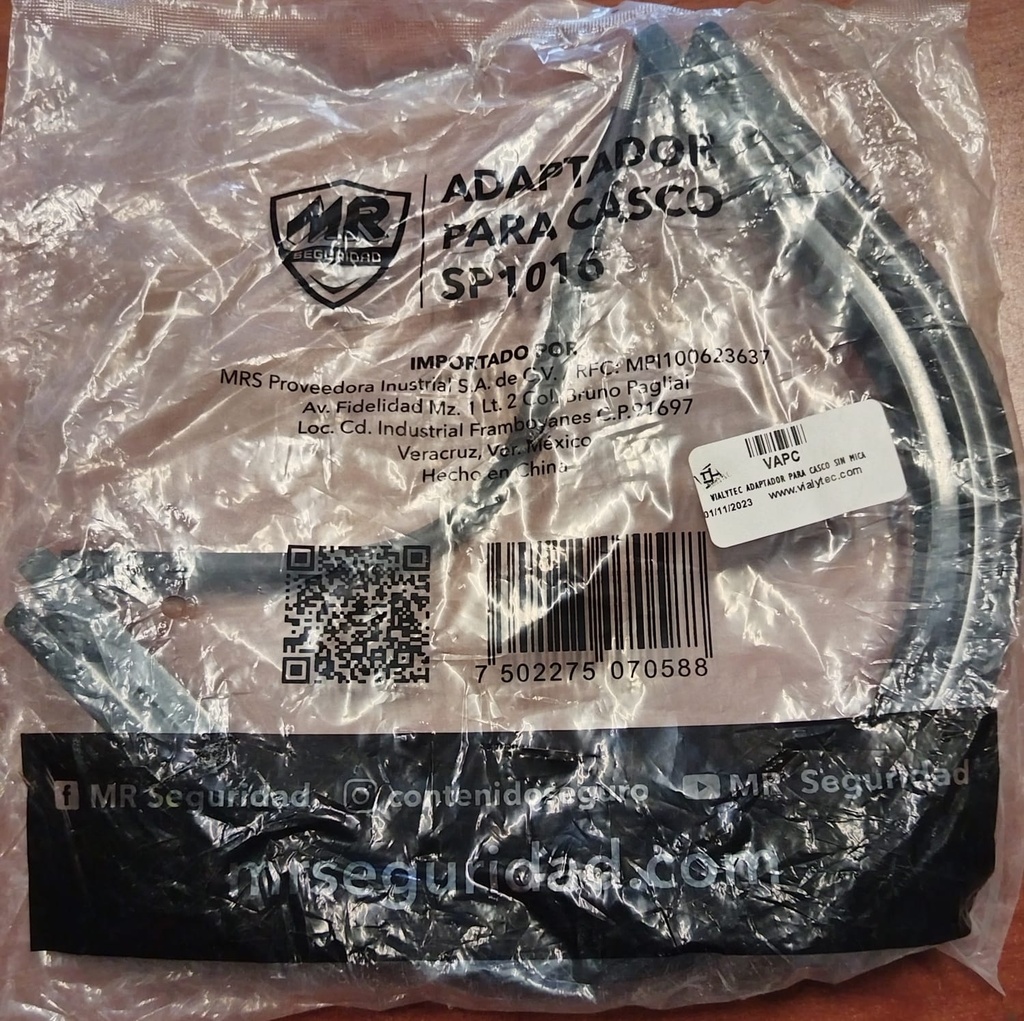 MR
SEGURIDAD
ADAPTADOR
PARA CASCO
SP1016
IMPORTADO POR
MRS Proveedora Inustrial S.A. de C.V. / RFC: MPI100623637
Av. Fidelidad Mz. 1 Lt. 2 Col. Bruno Pagliai
Loc. Cd. Industrial Framboyanes C.P.91697
Veracruz, Ver. México
Hecho en China
VAPC
VIALYTEC ADAPTADOR PARA CASCO SIN MICA
01/11/2023 www.vialytec.com
7 502275 070588
MR Seguridad contenidoseguro MR Seguridad
mrseguridad.com